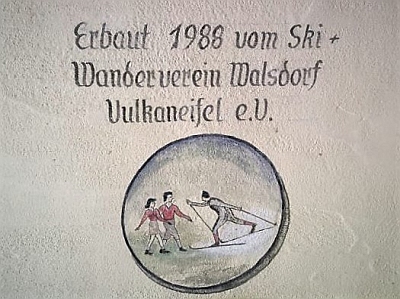 Erbaut 1988 vom Ski +
Wanderverein Walsdorf
Vulkaneifel e.V.